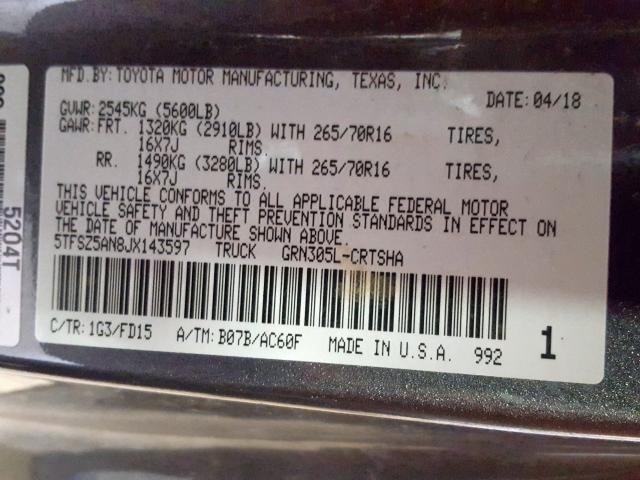 MFD.BY: TOYOTA MOTOR MANUFACTURING, TEXAS, INC.
DATE: 04/18
GVWR: 2545KG (5600LB)
GAWR: FRT. 1320KG (2910LB) WITH 265/70R16 TIRES,
16X7J RIMS.
RR. 1490KG (3280LB) WITH 265/70R16 TIRES,
16X7J RIMS.
THIS VEHICLE CONFORMS TO ALL APPLICABLE FEDERAL MOTOR
VEHICLE SAFETY AND THEFT PREVENTION STANDARDS IN EFFECT ON
THE DATE OF MANUFACTURE SHOWN ABOVE.
5TFSZ5AN8JX143597 TRUCK GRN305L-CRTSHA
C/TR: 1G3/FD15 A/TM: B07B/AC60F MADE IN U.S.A. 992 1
5204T